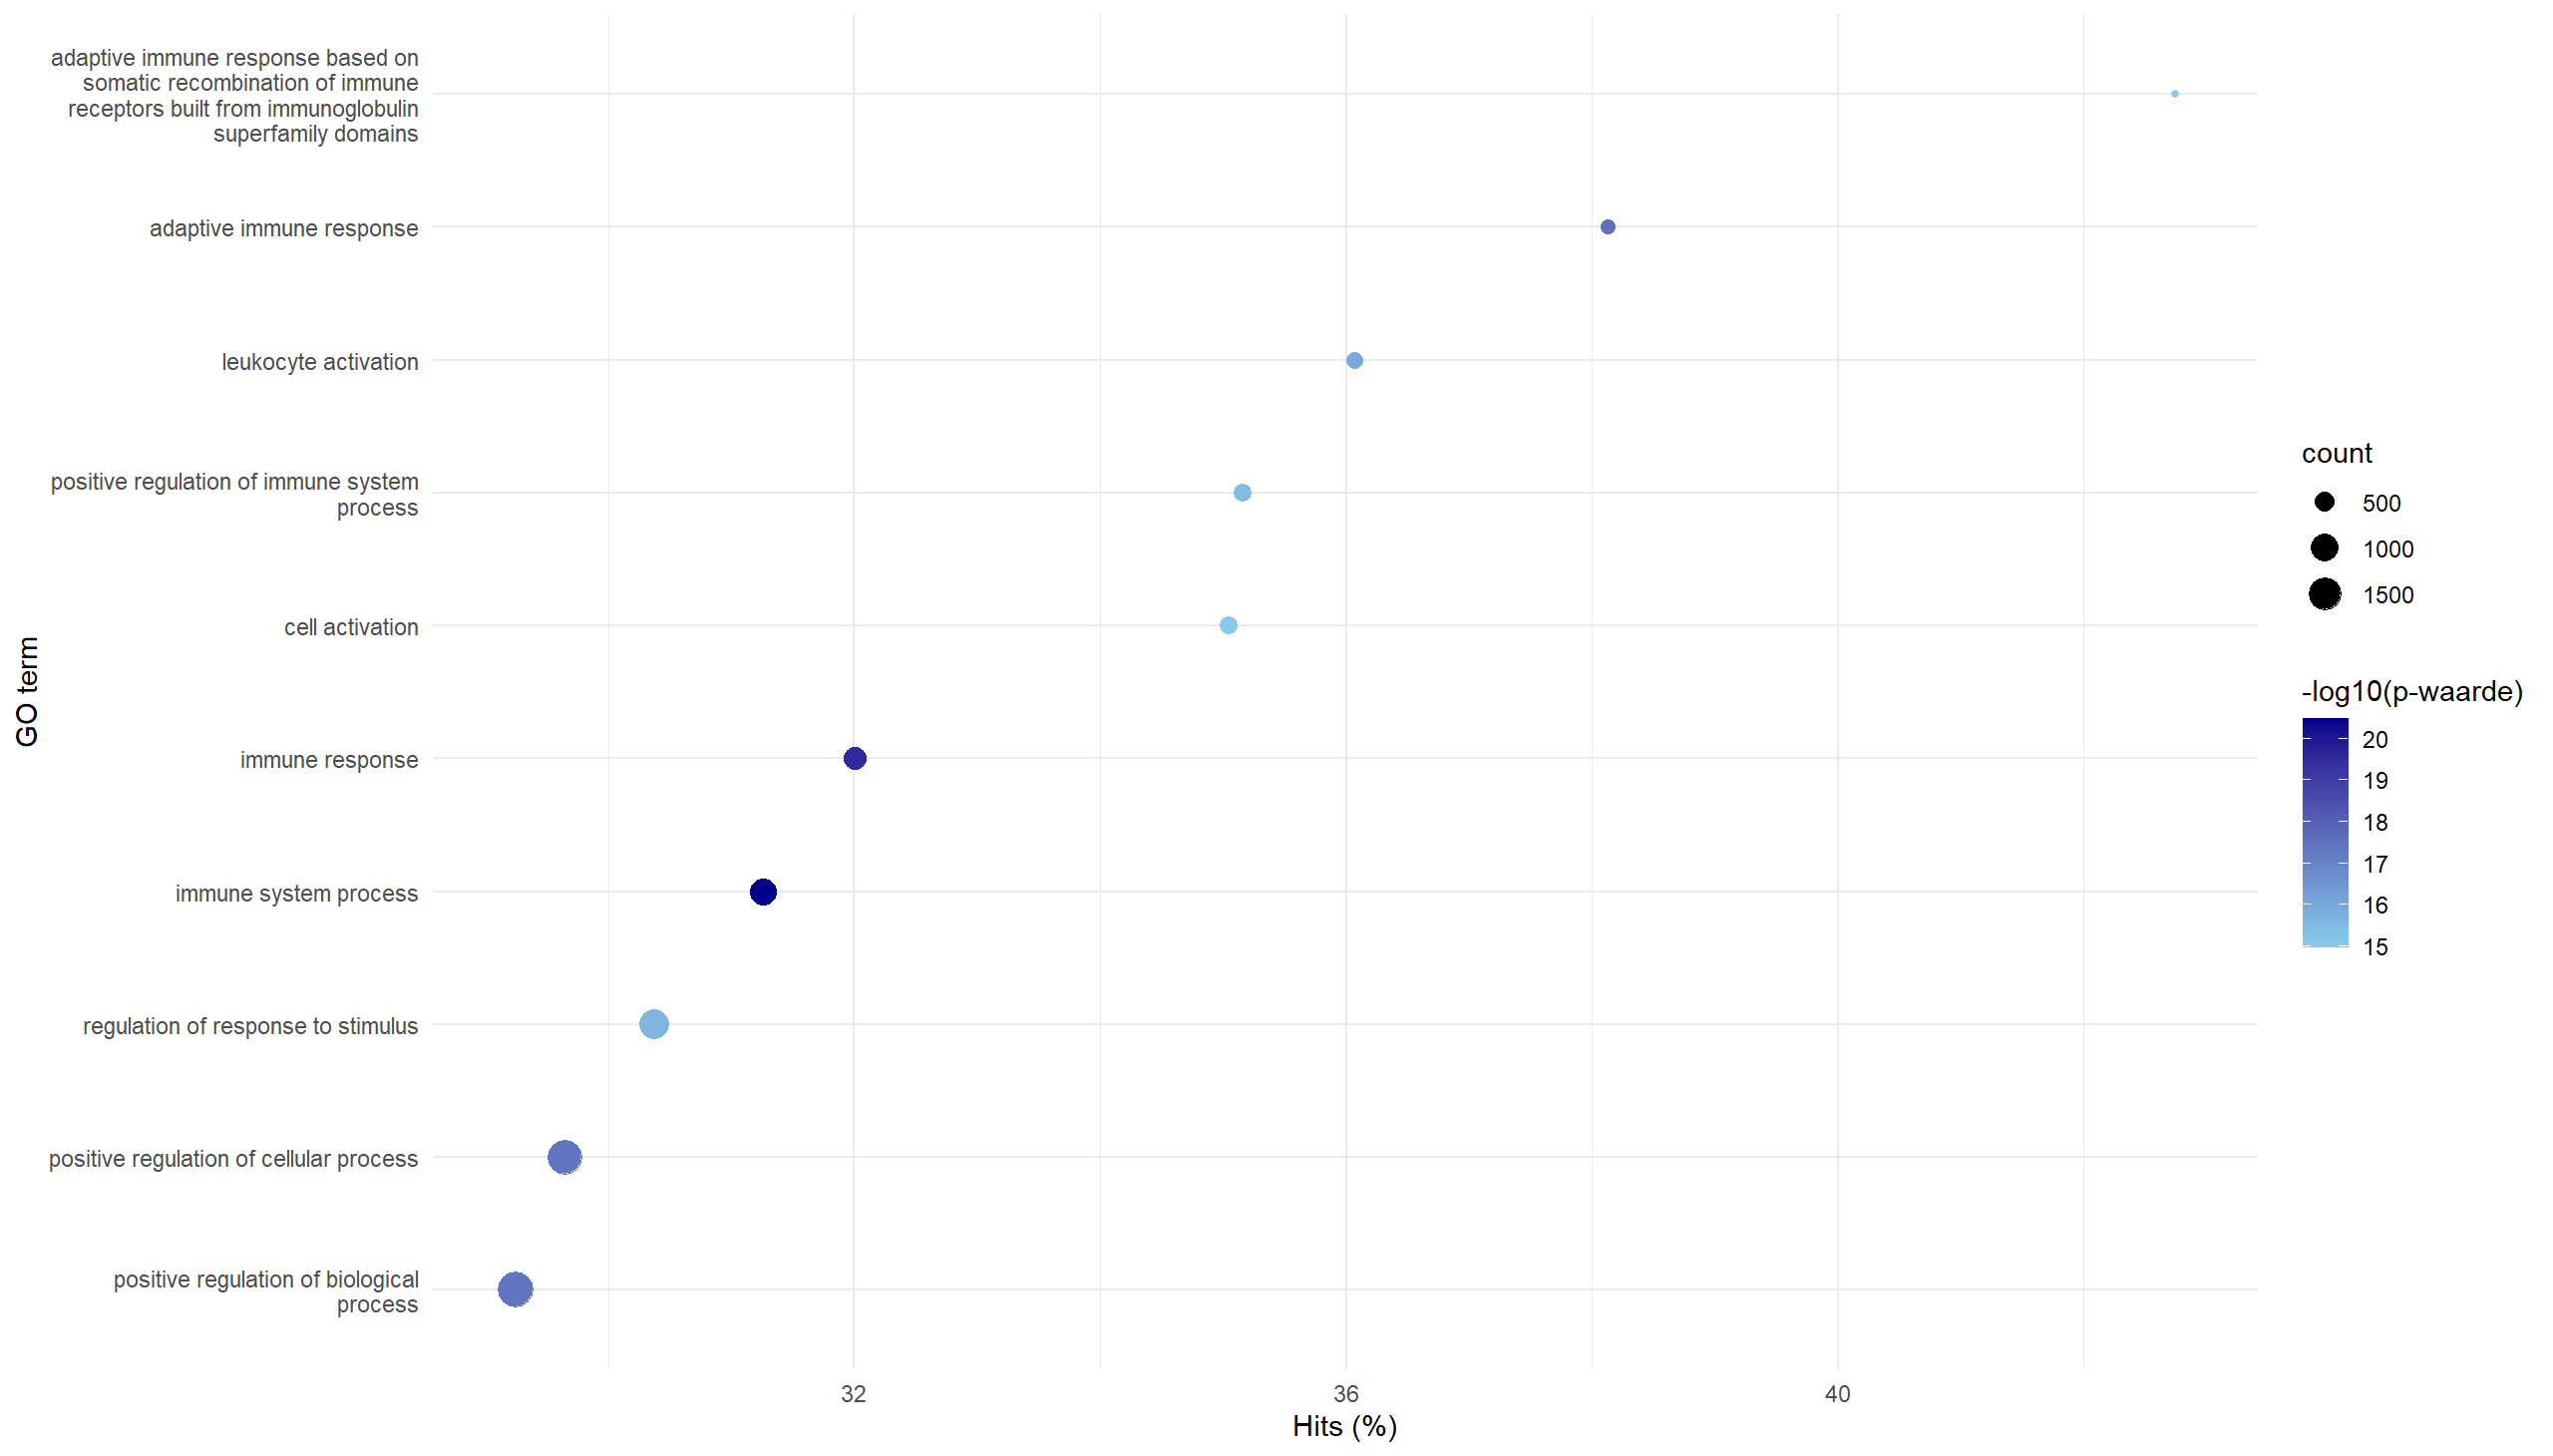 adaptive immune response based on
somatic recombination of immune
receptors built from immunoglobulin
superfamily domains
adaptive immune response
leukocyte activation
positive regulation of immune system
process
cell activation
immune response
immune system process
regulation of response to stimulus
positive regulation of cellular process
positive regulation of biological
process
GO term
32
36
40
Hits (%)
count
500
1000
1500
-log10(p-waarde)
20
19
18
17
16
15